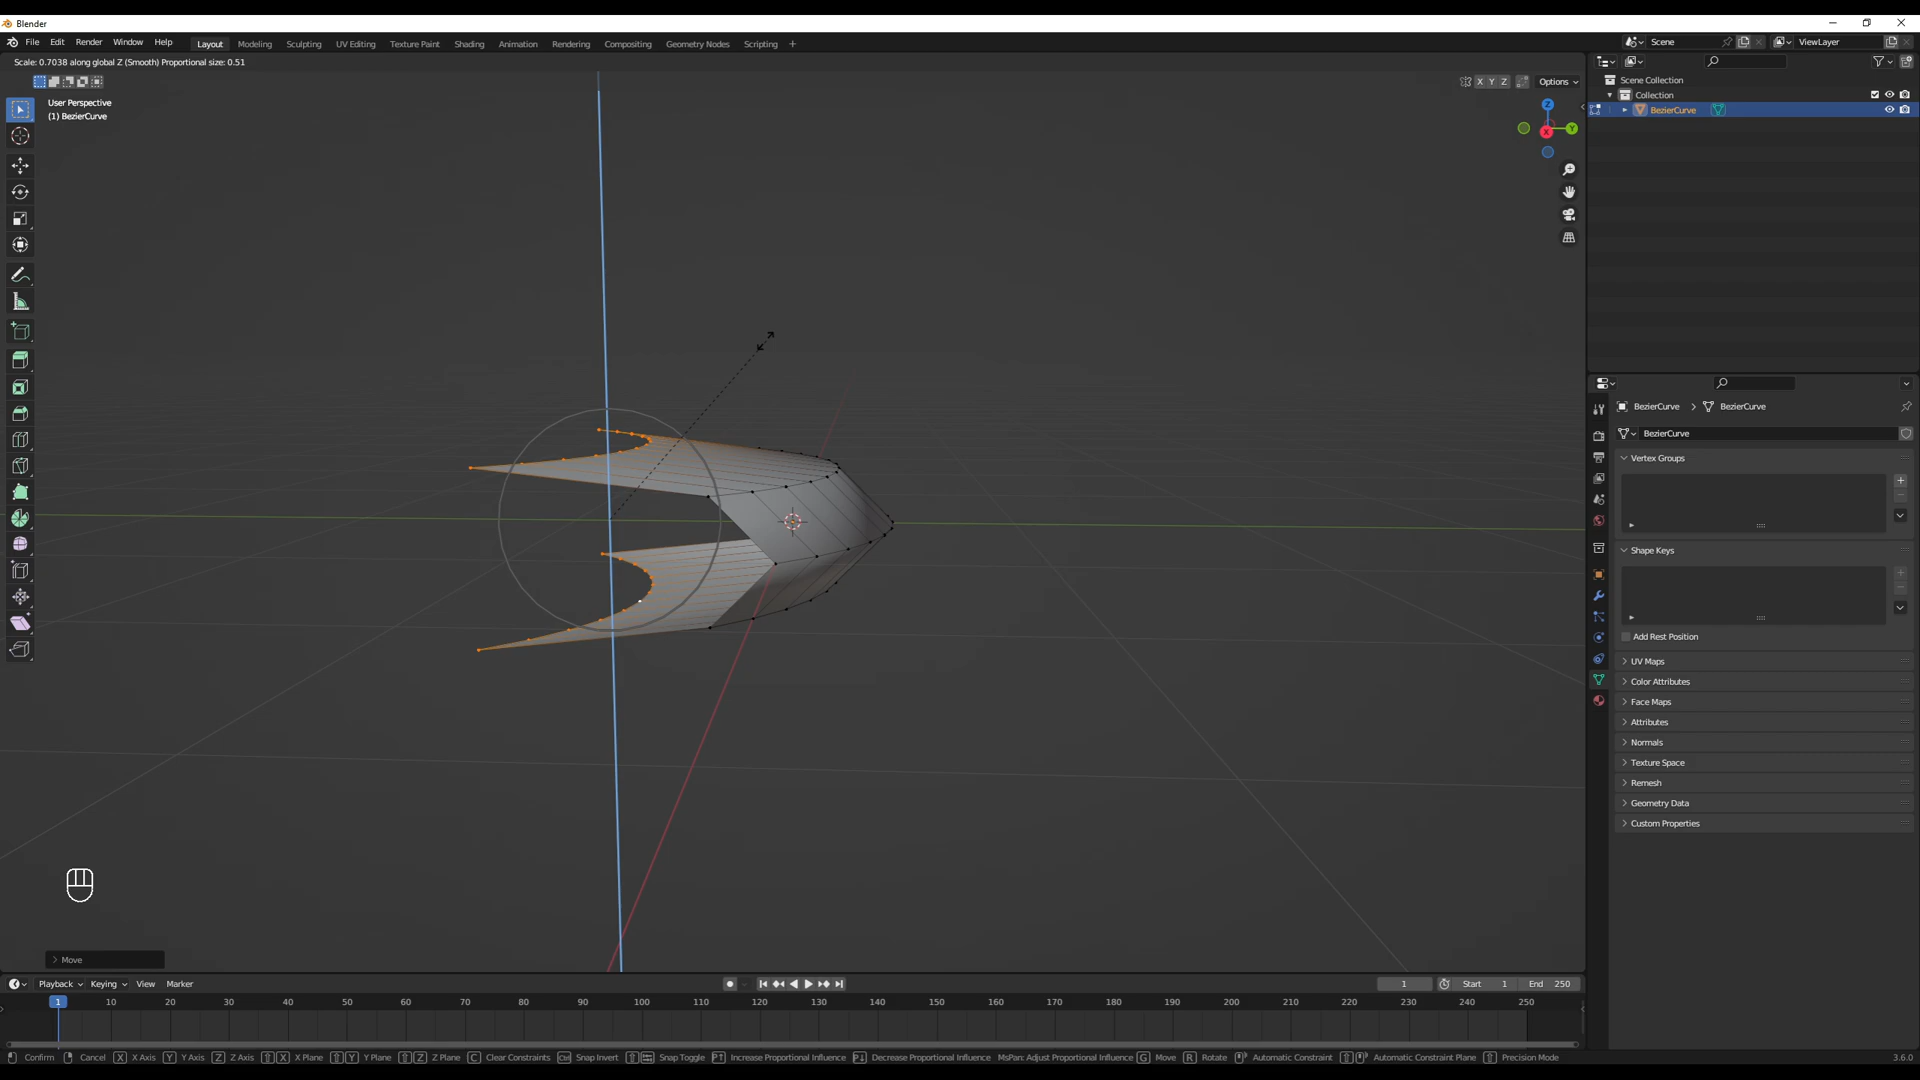 Blender
File Edit Render Window Help Layout Modeling Sculpting UV Editing Texture Paint Shading Animation Rendering Compositing Geometry Nodes Scripting + Scene ViewLayer
Scale: 0.7038 along global Z (Smooth) Proportional size: 0.51
X Y Z Options
User Perspective
(1) BezierCurve
Z
Y
X
Scene Collection
Collection
BezierCurve
BezierCurve > BezierCurve
BezierCurve
Vertex Groups
Shape Keys
Add Rest Position
UV Maps
Color Attributes
Face Maps
Attributes
Normals
Texture Space
Remesh
Geometry Data
Custom Properties
> Move
Playback Keying View Marker 1 Start 1 End 250
1 10 20 30 40 50 60 70 80 90 100 110 120 130 140 150 160 170 180 190 200 210 220 230 240 250
Confirm Cancel X X Axis Y Y Axis Z Z Axis X X Plane Y Y Plane Z Z Plane C Clear Constraints Ctrl Snap Invert Snap Toggle P↑ Increase Proportional Influence P↓ Decrease Proportional Influence MsPan: Adjust Proportional Influence G Move R Rotate Automatic Constraint Automatic Constraint Plane Precision Mode 3.6.0